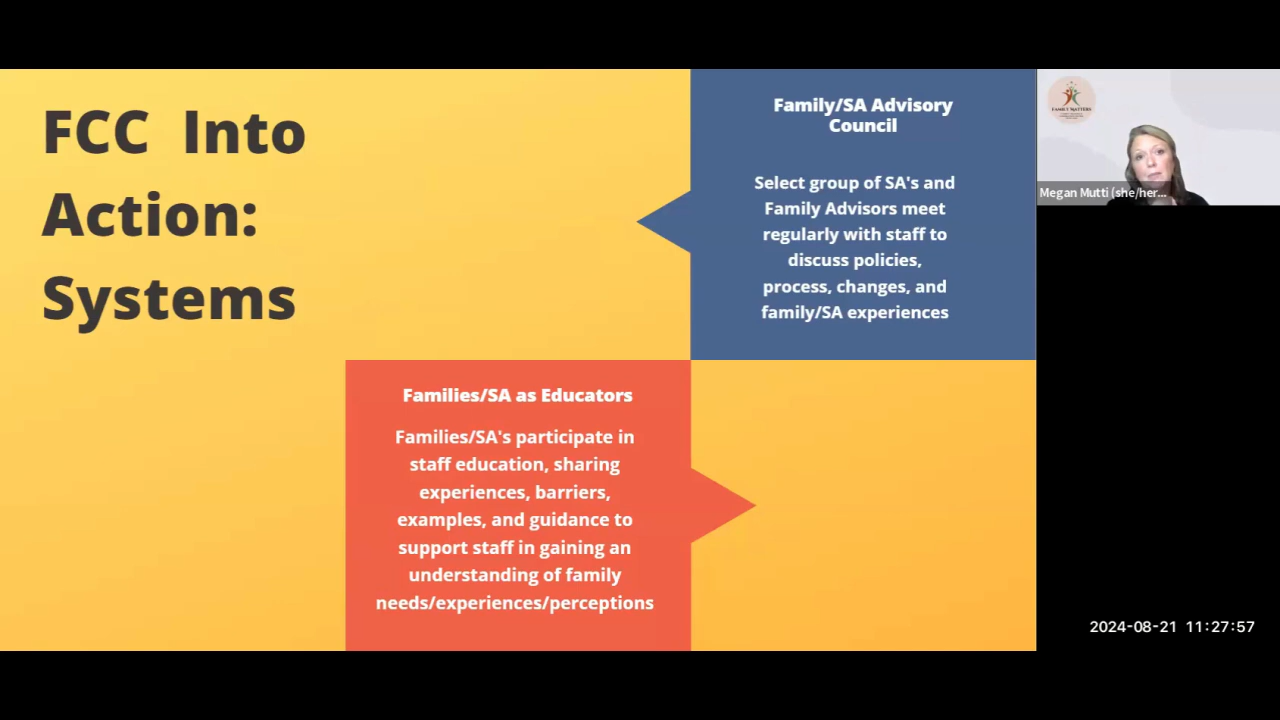 FCC Into
Action:
Systems
Family/SA Advisory
Council
Select group of SA's and
Family Advisors meet
regularly with staff to
discuss policies,
process, changes, and
family/SA experiences
Families/SA as Educators
Families/SA's participate in
staff education, sharing
experiences, barriers,
examples, and guidance to
support staff in gaining an
understanding of family
needs/experiences/perceptions
FAMILY MATTERS
Megan Mutti (she/her...
2024-08-21 11:27:57